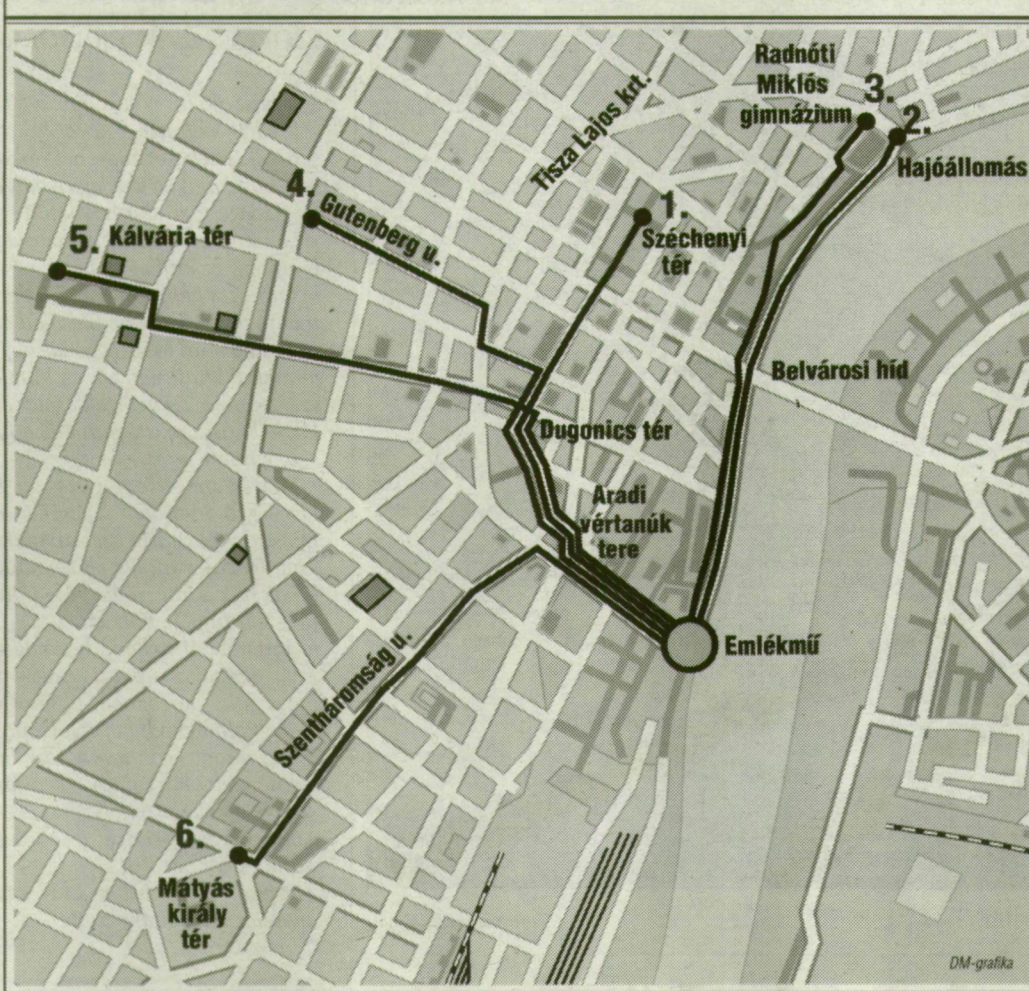 Radnóti
Miklós
gimnázium
3.
2.
Hajóállomás
Tisza Lajos krt.
4.
Gutenberg u.
1.
Széchenyi
tér
5. Kálvária tér
Belvárosi híd
Dugonics tér
Aradi
vértanúk
tere
Emlékmű
Szentháromság u.
6.
Mátyás
király
tér
DM-grafika